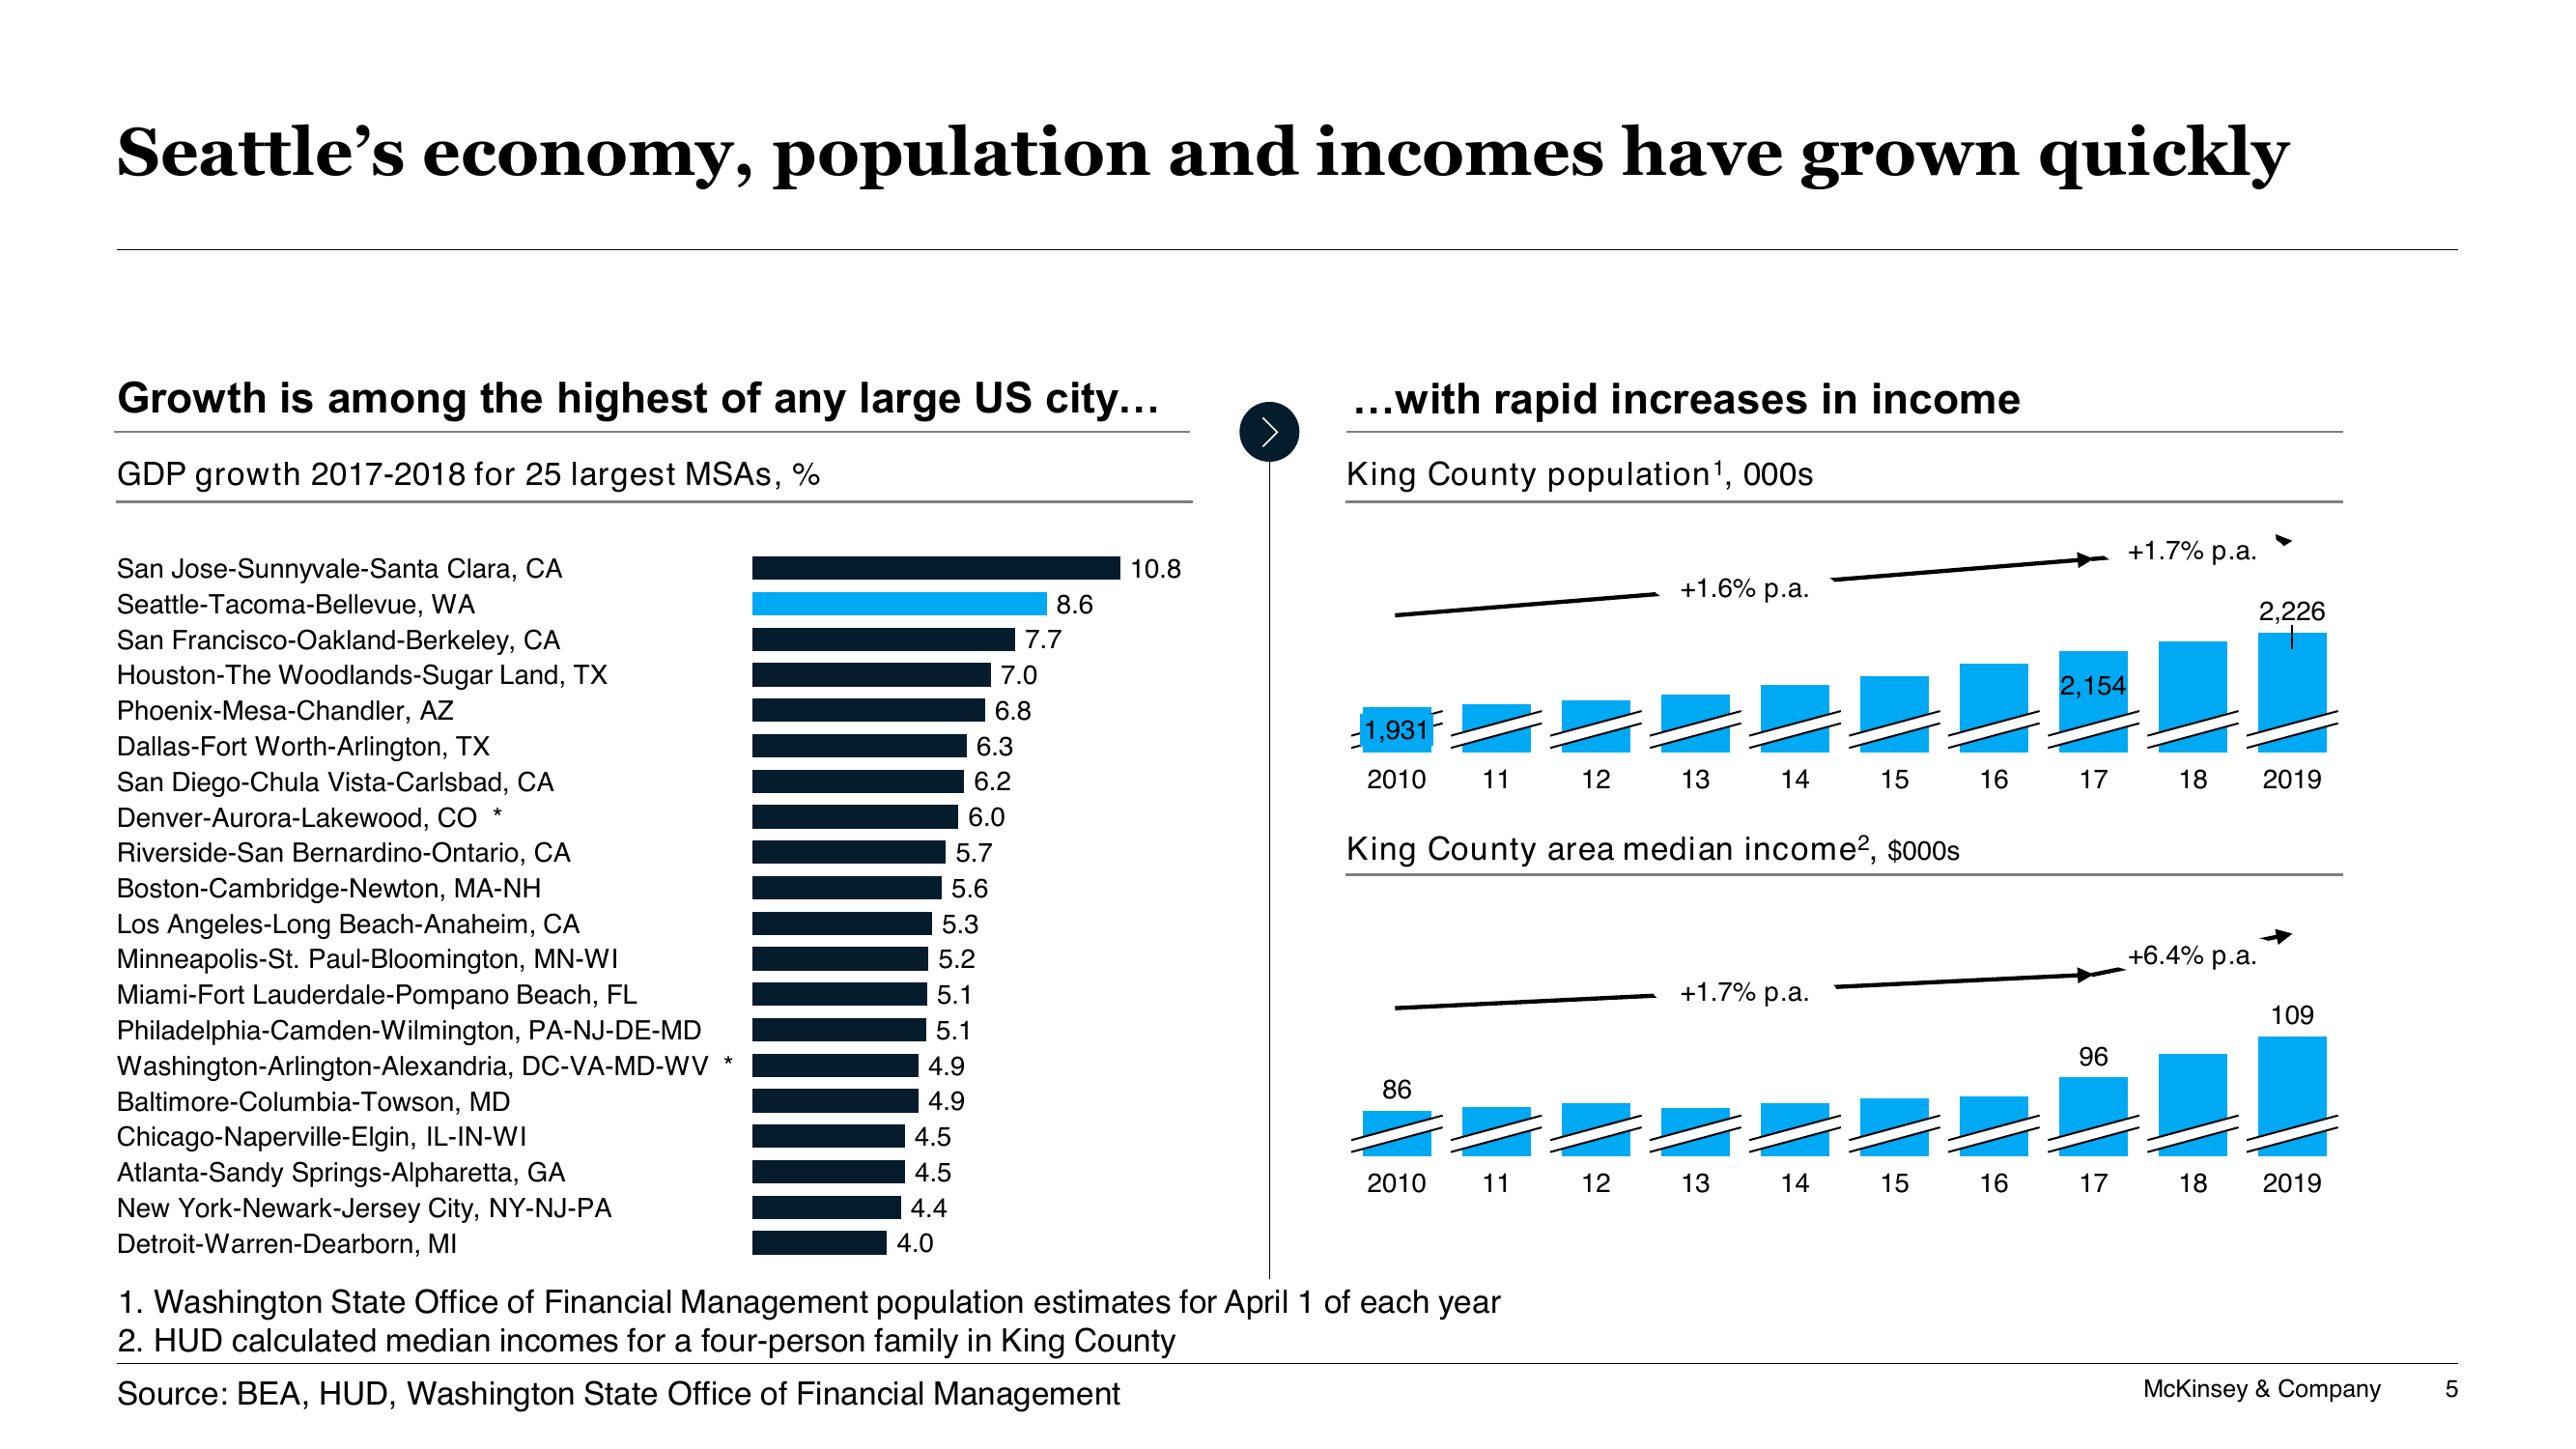 Seattle’s economy, population and incomes have grown quickly
Growth is among the highest of any large US city…
GDP growth 2017-2018 for 25 largest MSAs, %
San Jose-Sunnyvale-Santa Clara, CA 10.8
Seattle-Tacoma-Bellevue, WA 8.6
San Francisco-Oakland-Berkeley, CA 7.7
Houston-The Woodlands-Sugar Land, TX 7.0
Phoenix-Mesa-Chandler, AZ 6.8
Dallas-Fort Worth-Arlington, TX 6.3
San Diego-Chula Vista-Carlsbad, CA 6.2
Denver-Aurora-Lakewood, CO * 6.0
Riverside-San Bernardino-Ontario, CA 5.7
Boston-Cambridge-Newton, MA-NH 5.6
Los Angeles-Long Beach-Anaheim, CA 5.3
Minneapolis-St. Paul-Bloomington, MN-WI 5.2
Miami-Fort Lauderdale-Pompano Beach, FL 5.1
Philadelphia-Camden-Wilmington, PA-NJ-DE-MD 5.1
Washington-Arlington-Alexandria, DC-VA-MD-WV * 4.9
Baltimore-Columbia-Towson, MD 4.9
Chicago-Naperville-Elgin, IL-IN-WI 4.5
Atlanta-Sandy Springs-Alpharetta, GA 4.5
New York-Newark-Jersey City, NY-NJ-PA 4.4
Detroit-Warren-Dearborn, MI 4.0
…with rapid increases in income
King County population¹, 000s
+1.7% p.a.
+1.6% p.a.
2,226
2,154
1,931
2010 11 12 13 14 15 16 17 18 2019
King County area median income², $000s
+6.4% p.a.
+1.7% p.a.
109
96
86
2010 11 12 13 14 15 16 17 18 2019
1. Washington State Office of Financial Management population estimates for April 1 of each year
2. HUD calculated median incomes for a four-person family in King County
Source: BEA, HUD, Washington State Office of Financial Management
McKinsey & Company 5